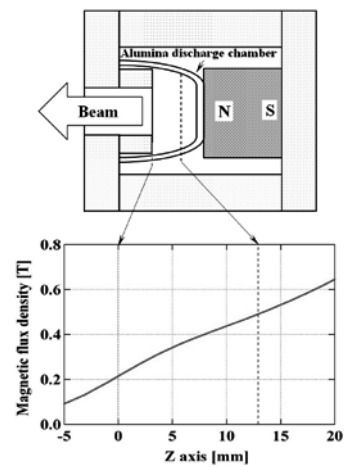 Alumina discharge chamber
Beam
N
S
0.8
0.6
0.4
0.2
0.0
Magnetic flux density [T]
-5
0
5
10
15
20
Z axis [mm]